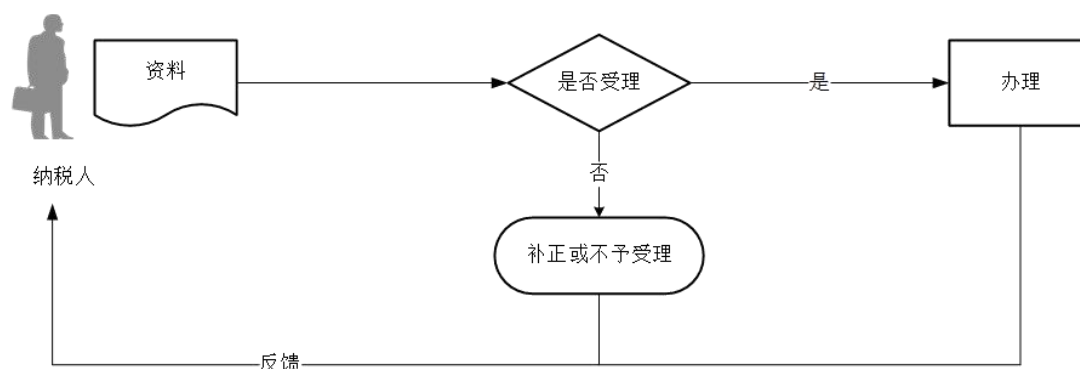 资料
是否受理
是
办理
纳税人
否
补正或不予受理
反馈